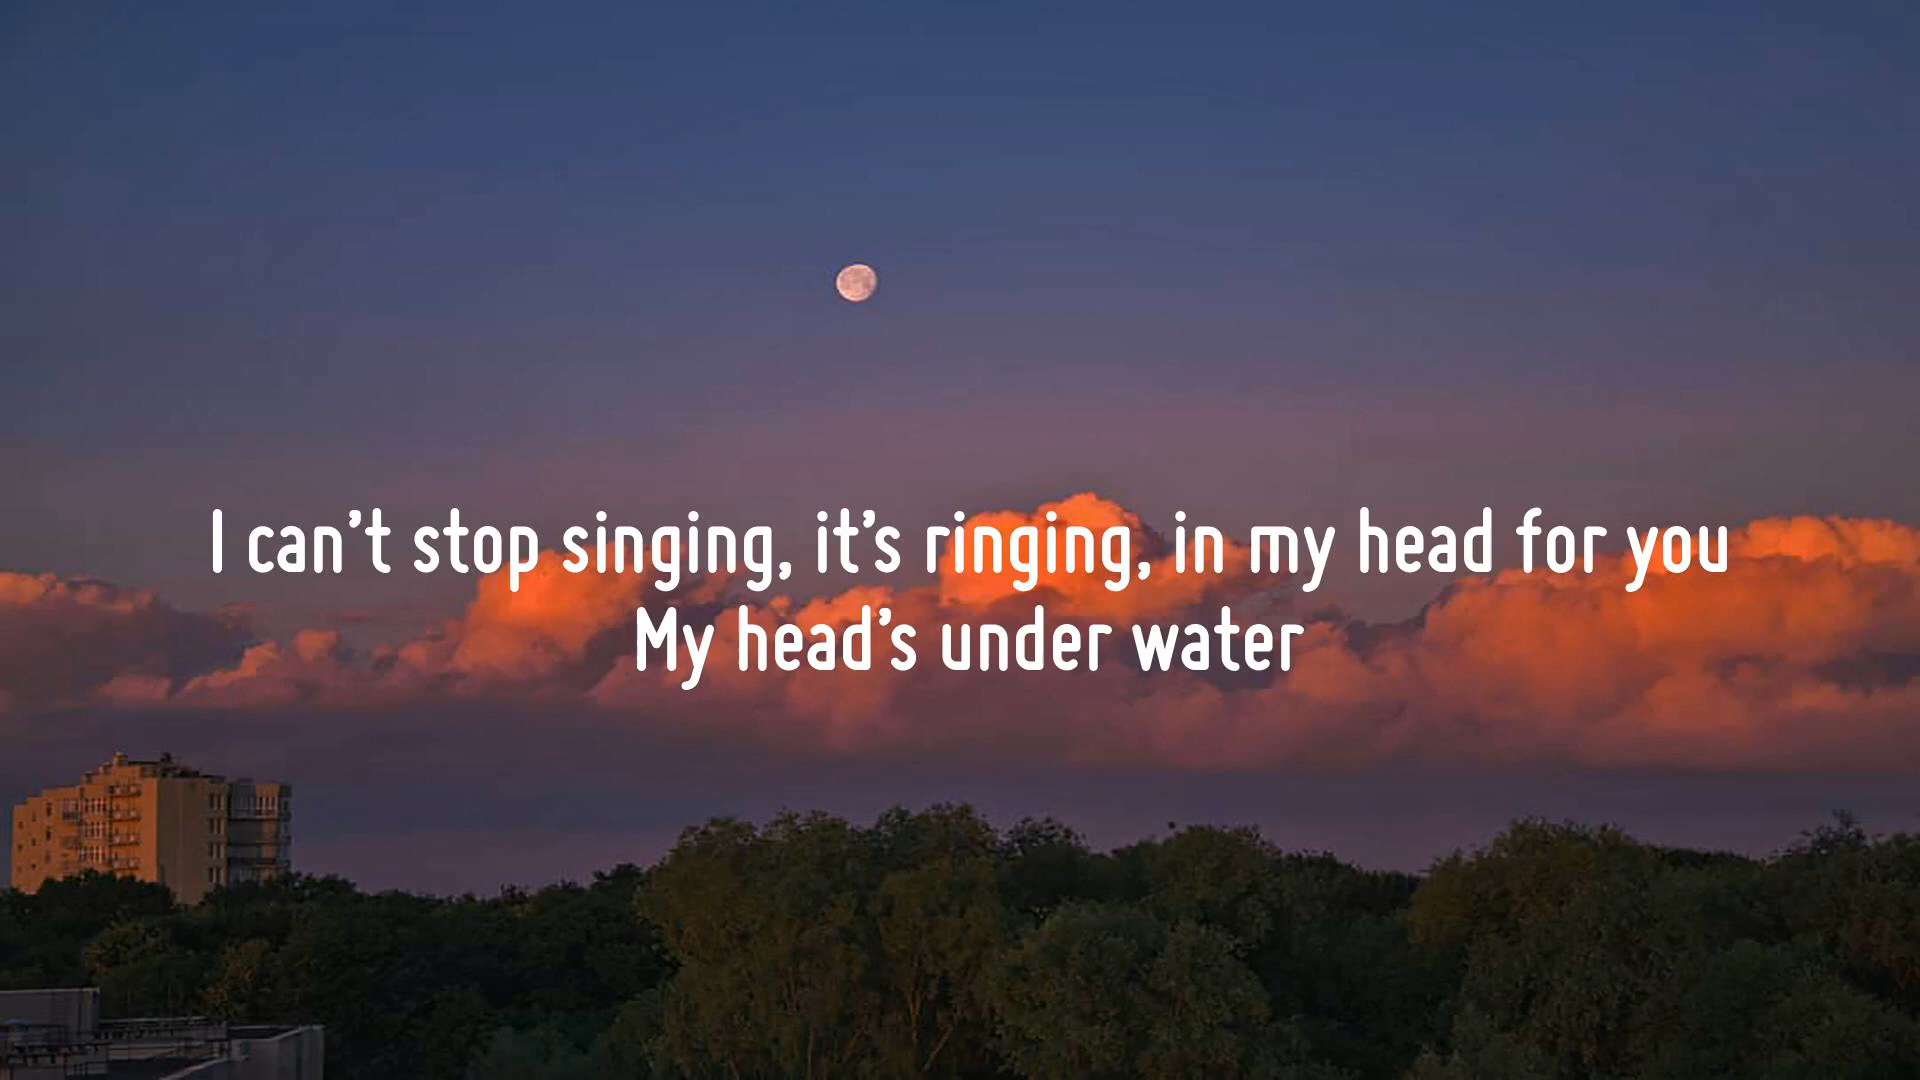 I can't stop singing, it's ringing, in my head for you
My head's under water